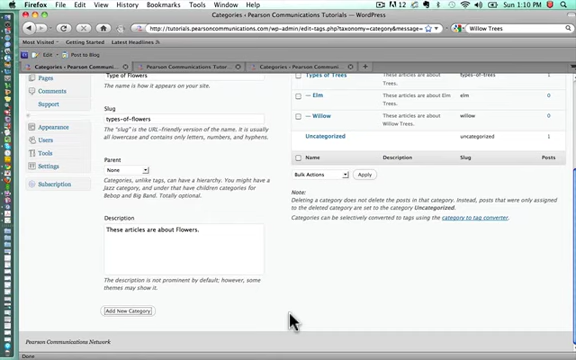 Firefox File Edit View History Bookmarks Tools Window Help 12 Sun 1:10 PM
Categories ‹ Pearson Communications Tutorials — WordPress
http://tutorials.pearsoncommunications.com/wp-admin/edit-tags.php?taxonomy=category&message=
Willow Trees
Most Visited Getting Started Latest Headlines
Edit Post to Blog
Categories ‹ Pearson Communi... Pearson Communications Tutor... Categories ‹ Pearson Communi...
Pages
Comments
Support
Appearance
Users
Tools
Settings
Subscription
Type of Flowers
The name is how it appears on your site.
Slug
types-of-flowers
The "slug" is the URL-friendly version of the name. It is usually
all lowercase and contains only letters, numbers, and hyphens.
Parent
None
Categories, unlike tags, can have a hierarchy. You might have a
Jazz category, and under that have children categories for
Bebop and Big Band. Totally optional.
Description
These articles are about Flowers.
The description is not prominent by default; however, some
themes may show it.
Add New Category
Types of Trees These articles are about Trees. types-of-trees 1
— Elm These articles are about Elm Trees. elm 0
— Willow These articles are about Willow Trees. willow 0
Uncategorized uncategorized 1
Name Description Slug Posts
Bulk Actions Apply
Note:
Deleting a category does not delete the posts in that category. Instead, posts that were only assigned
to the deleted category are set to the category Uncategorized.
Categories can be selectively converted to tags using the category to tag converter.
Pearson Communications Network
Done